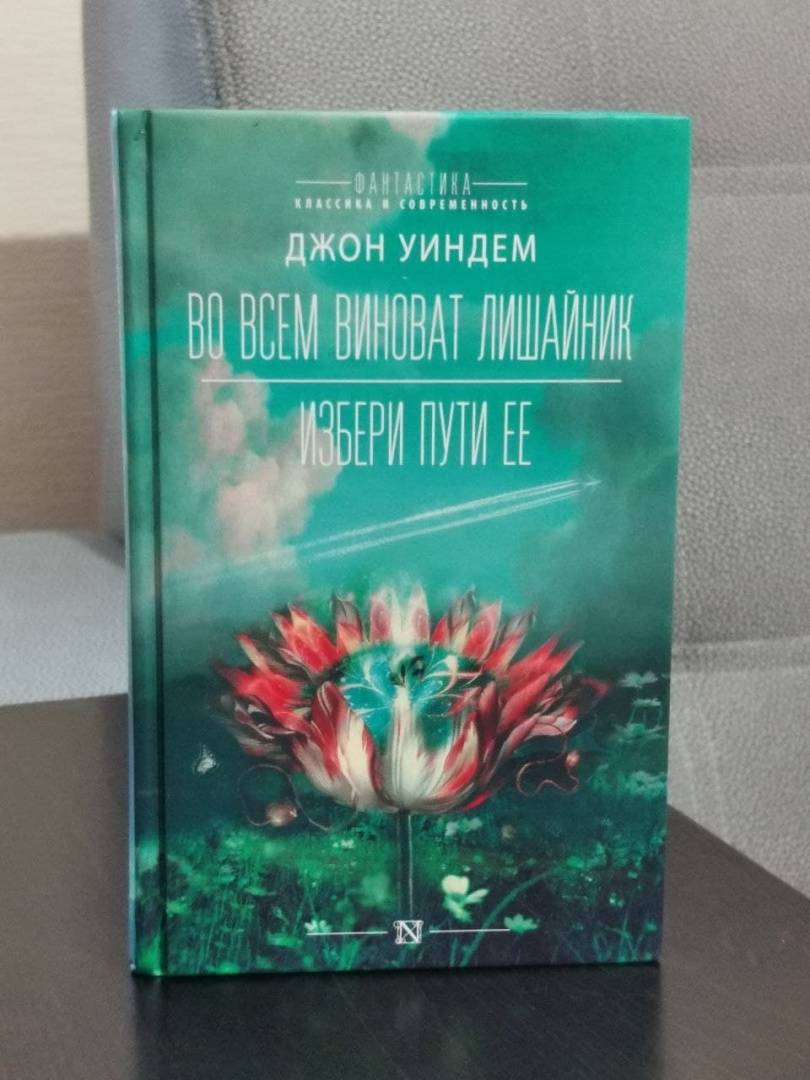 ФАНТАСТИКА
КЛАССИКА И СОВРЕМЕННОСТЬ
ДЖОН УИНДЕМ
ВО ВСЕМ ВИНОВАТ ЛИШАЙНИК
ИЗБЕРИ ПУТИ ЕЕ
N